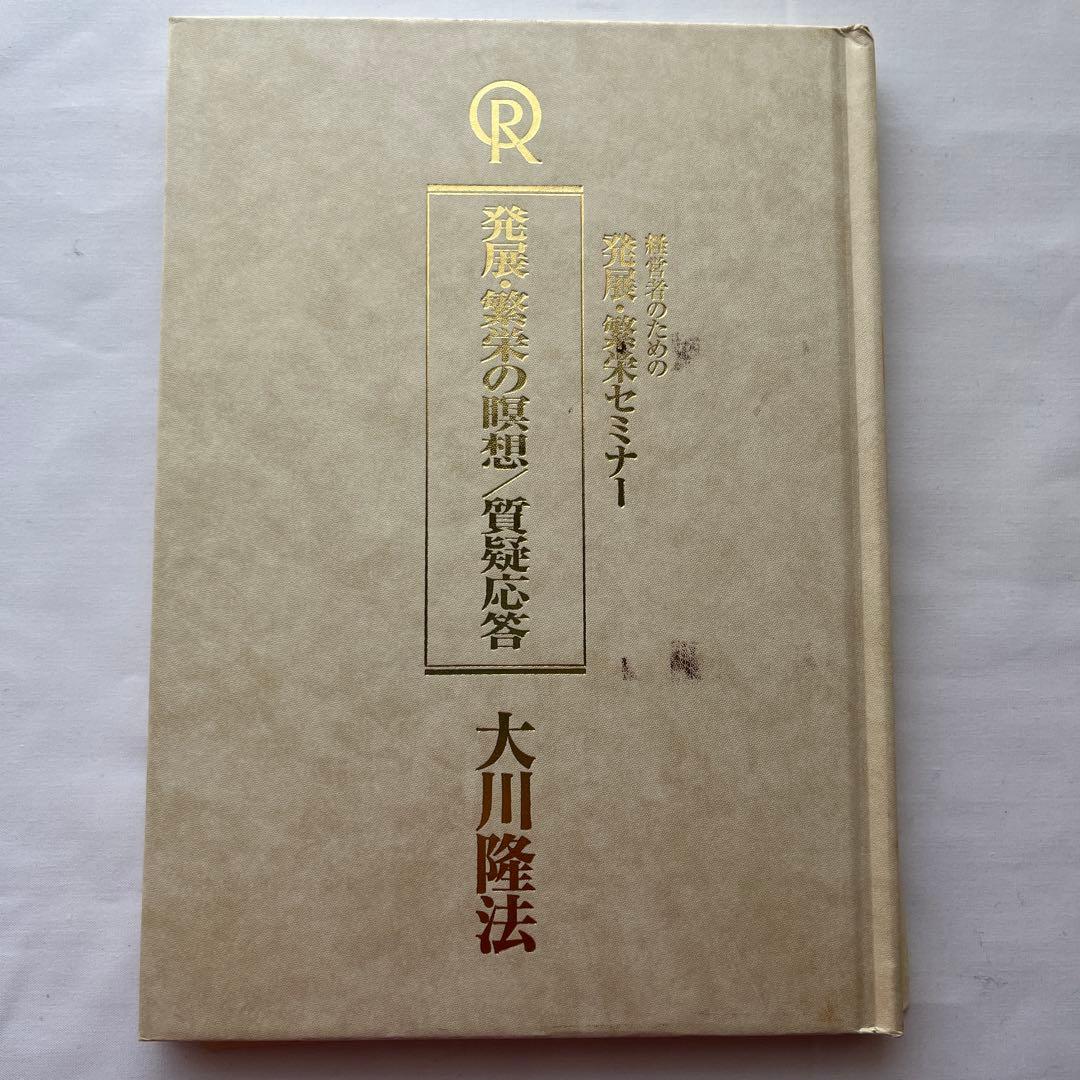 経営者のための
発展・繁栄セミナー
OR
発展・繁栄の瞑想/質疑応答
大川隆法